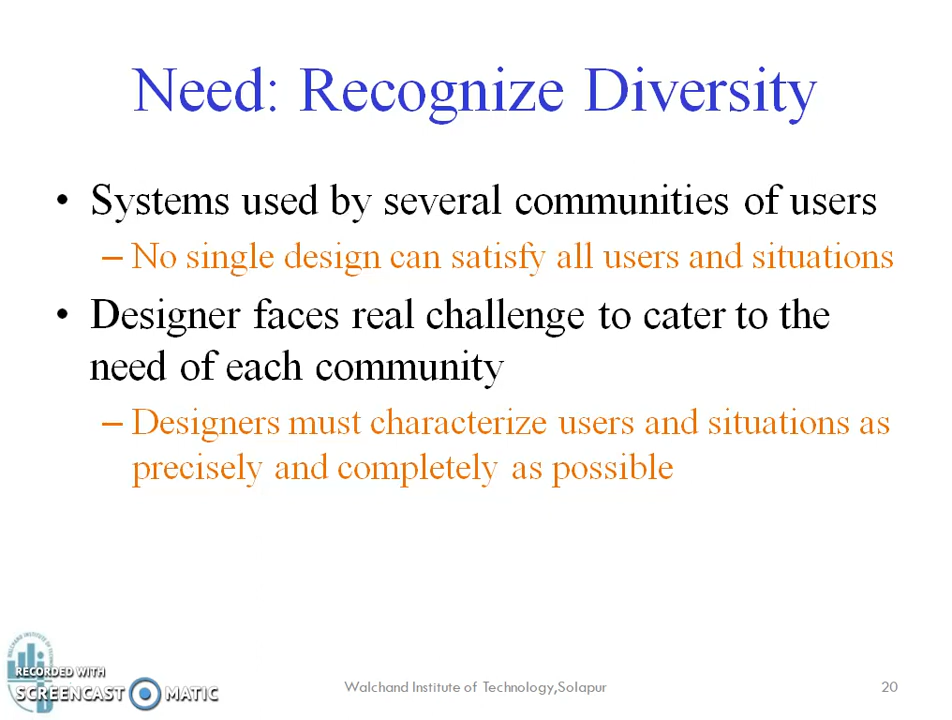 Need: Recognize Diversity
• Systems used by several communities of users
– No single design can satisfy all users and situations
• Designer faces real challenge to cater to the
need of each community
– Designers must characterize users and situations as
precisely and completely as possible
RECORDED WITH
SCREENCAST MATIC
Walchand Institute of Technology,Solapur
20